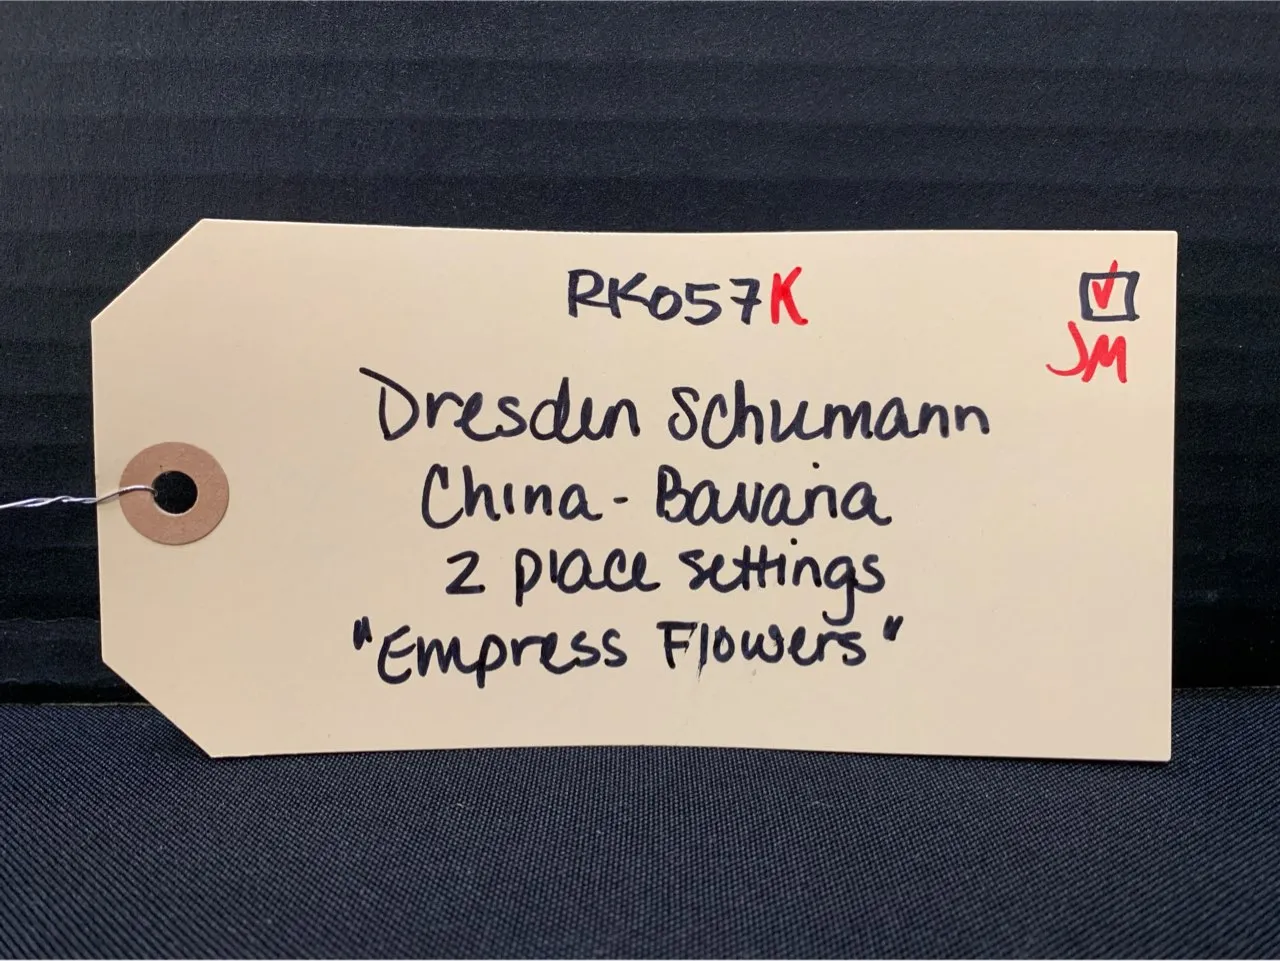 RK057K
JM
Dresden Schumann
China - Bavaria
2 place settings
"Empress Flowers"